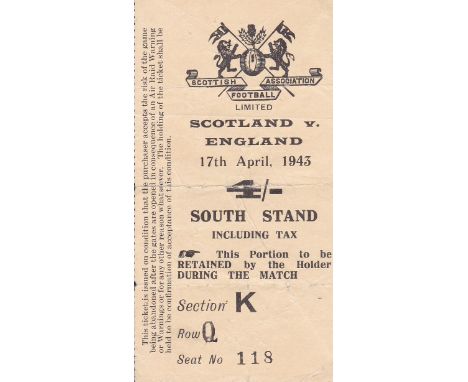 SCOTTISH FOOTBALL ASSOCIATION
LIMITED
SCOTLAND v.
ENGLAND
17th April, 1943
4/-
SOUTH STAND
INCLUDING TAX
This Portion to be
RETAINED by the Holder
DURING THE MATCH
Section K
Row Q
Seat No 118
This ticket is issued on condition that the purchaser accepts the risk of the game
being abandoned after the gates are opened in consequence of an Air Raid Warning
or Warnings or for any other reason whatsoever. The holding of the ticket shall be
held to be confirmation of acceptance of this condition.